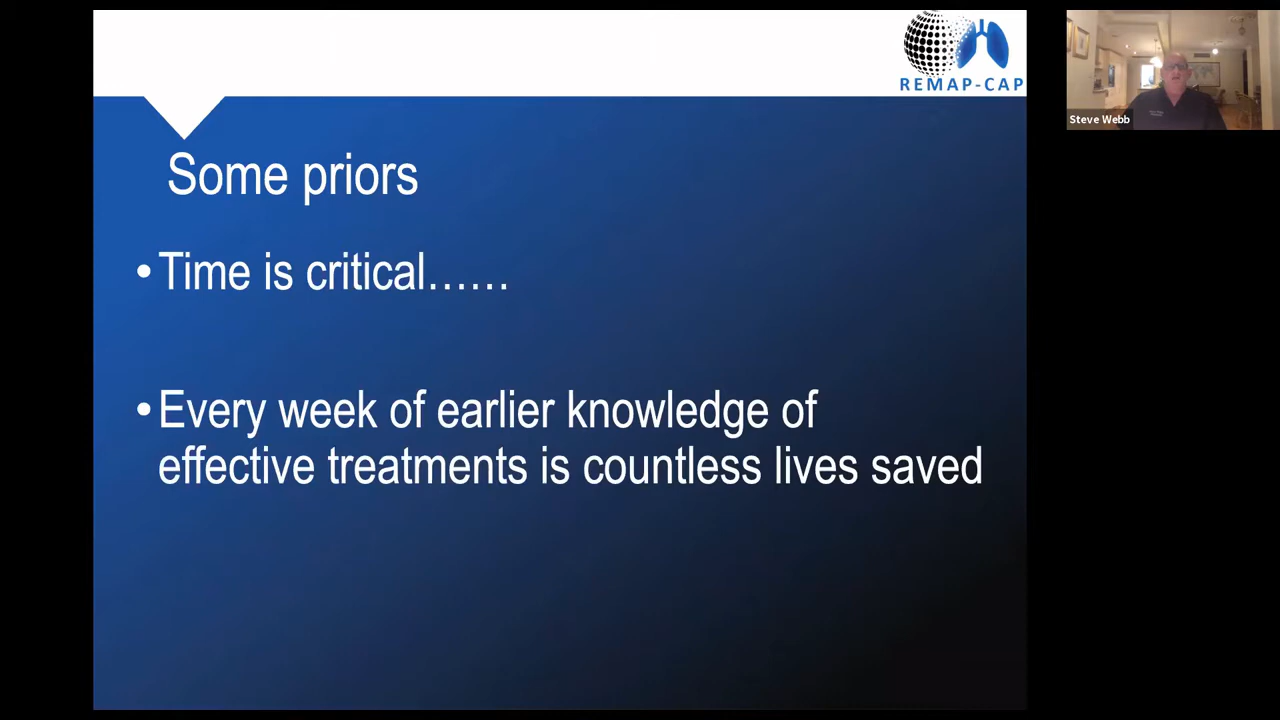 REMAP-CAP
Steve Webb
Some priors
•Time is critical……
•Every week of earlier knowledge of
effective treatments is countless lives saved